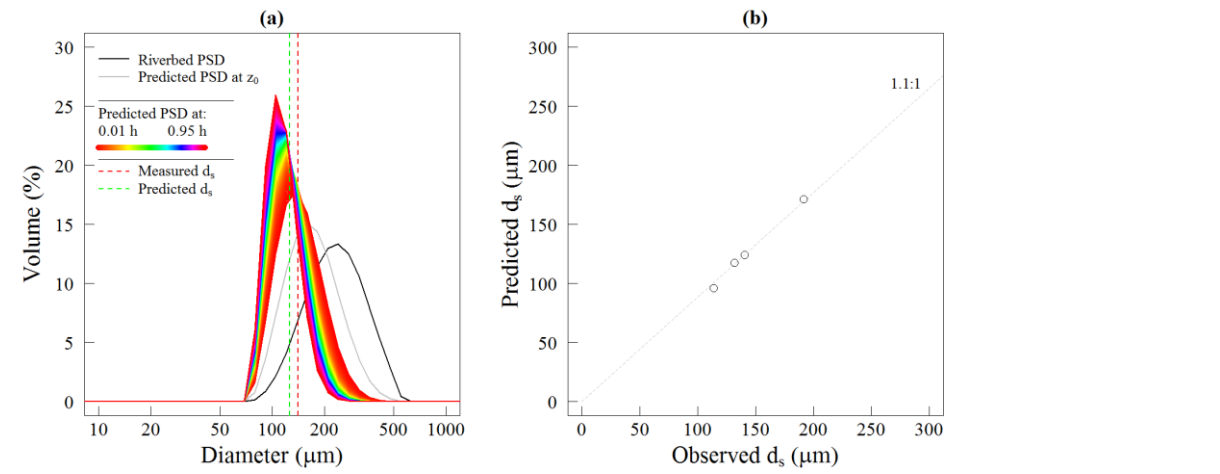 (a)
30
25
20
15
10
5
0
Volume (%)
Riverbed PSD
Predicted PSD at z0
Predicted PSD at:
0.01 h 0.95 h
Measured ds
Predicted ds
10 20 50 100 200 500 1000
Diameter (μm)
(b)
300
250
200
150
100
50
0
Predicted ds (μm)
1.1:1
0 50 100 150 200 250 300
Observed ds (μm)